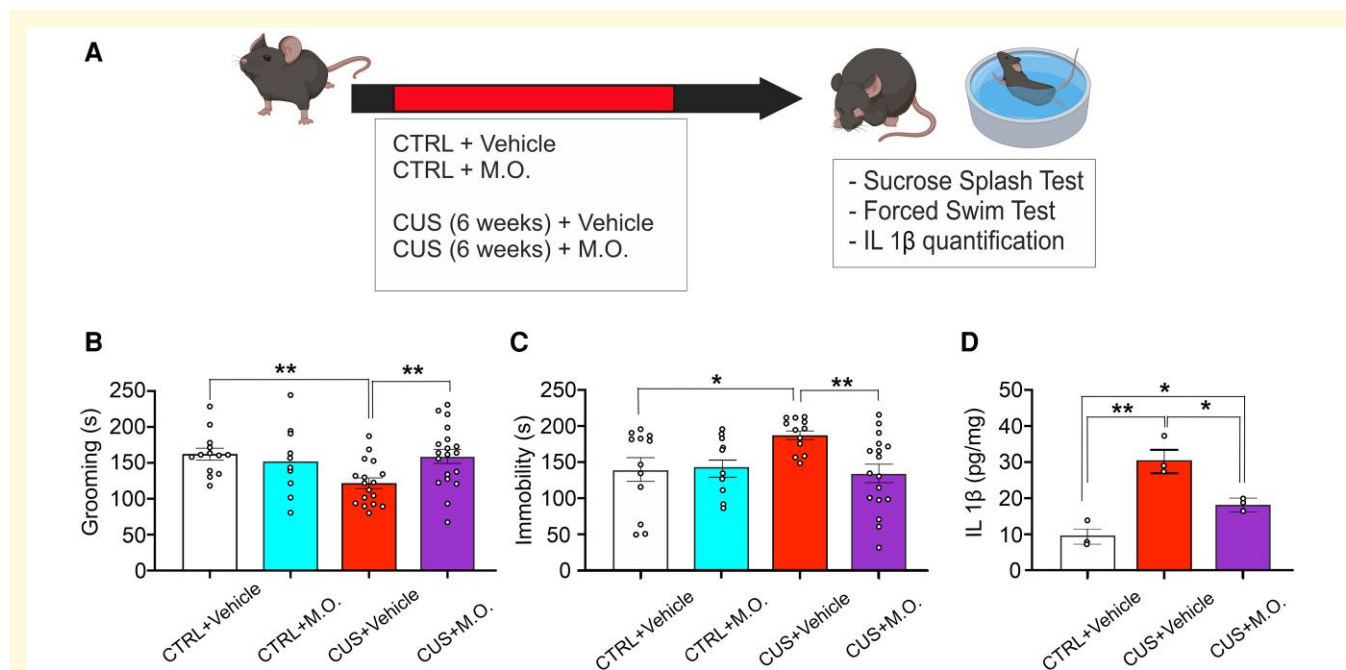 A
CTRL + Vehicle
CTRL + M.O.
CUS (6 weeks) + Vehicle
CUS (6 weeks) + M.O.
- Sucrose Splash Test
- Forced Swim Test
- IL 1β quantification
B
**
**
Grooming (s)
250
200
150
100
50
0
CTRL+Vehicle
CTRL+M.O.
CUS+Vehicle
CUS+M.O.
C
*
**
Immobility (s)
250
200
150
100
50
0
CTRL+Vehicle
CTRL+M.O.
CUS+Vehicle
CUS+M.O.
D
*
**
*
IL 1β (pg/mg)
50
40
30
20
10
0
CTRL+Vehicle
CUS+Vehicle
CUS+M.O.